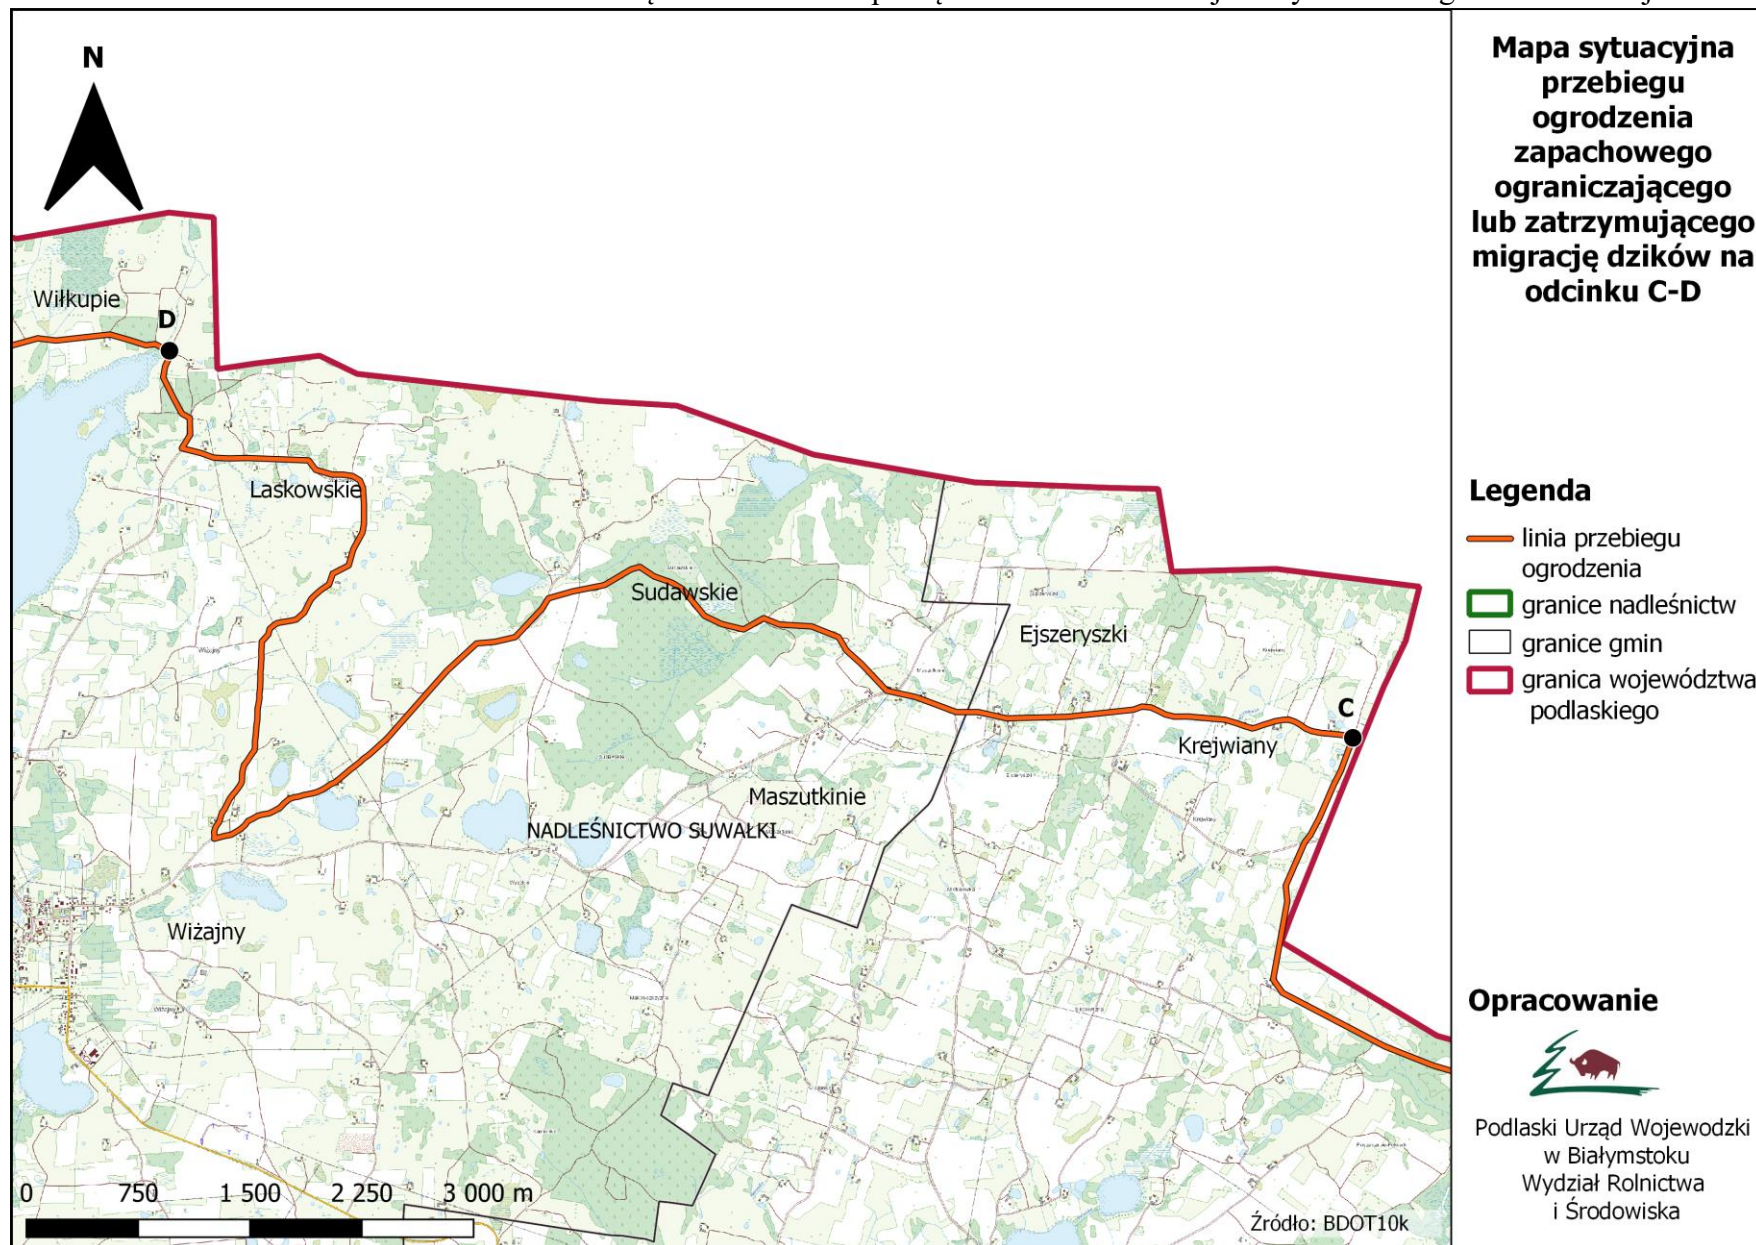 N
Mapa sytuacyjna
przebiegu
ogrodzenia
zapachowego
ograniczającego
lub zatrzymującego
migrację dzików na
odcinku C-D
Wiłkupie
D
Laskowskie
Sudawskie
Ejszeryszki
C
Krejwiany
Maszutkinie
NADLEŚNICTWO SUWAŁKI
Wiżajny
Legenda
linia przebiegu
ogrodzenia
granice nadleśnictw
granice gmin
granica województwa
podlaskiego
Opracowanie
Podlaski Urząd Wojewodzki
w Białymstoku
Wydział Rolnictwa
i Środowiska
0 750 1 500 2 250 3 000 m
Źródło: BDOT10k